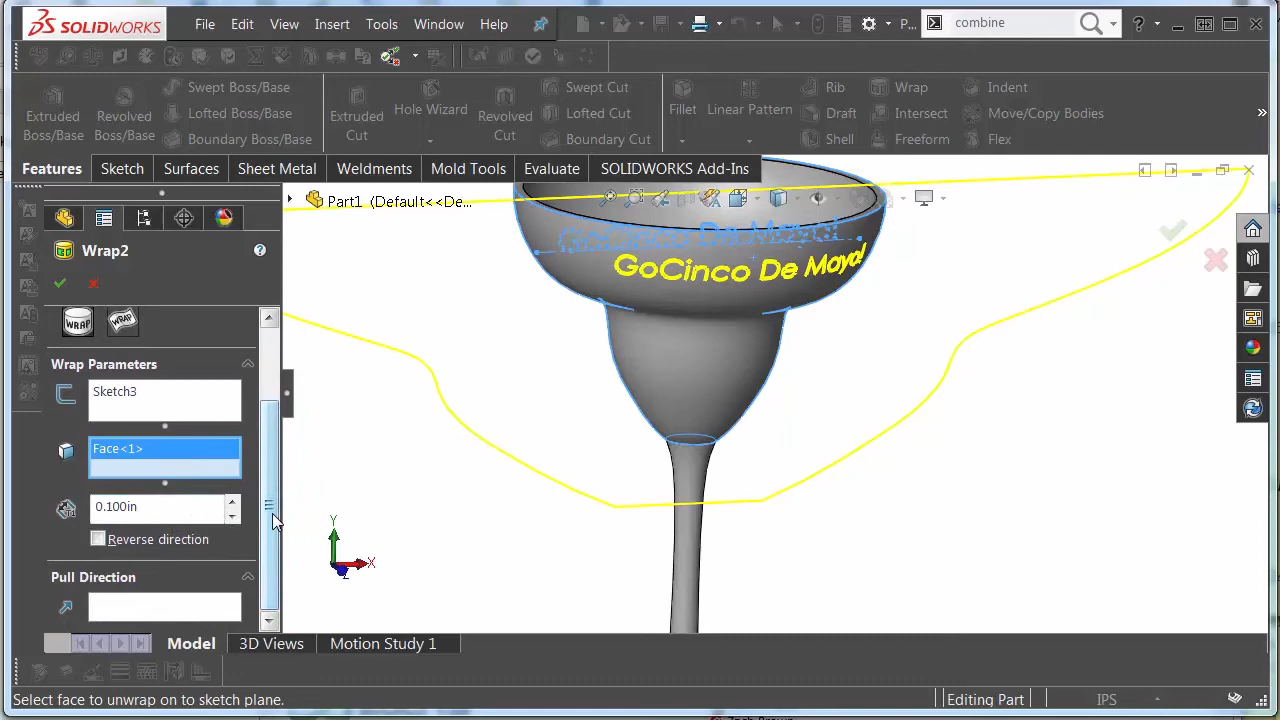 SOLIDWORKS
File Edit View Insert Tools Window Help
P...
combine
Extruded Boss/Base
Revolved Boss/Base
Swept Boss/Base
Lofted Boss/Base
Boundary Boss/Base
Extruded Cut
Hole Wizard
Revolved Cut
Swept Cut
Lofted Cut
Boundary Cut
Fillet
Linear Pattern
Rib
Draft
Shell
Wrap
Intersect
Freeform
Indent
Move/Copy Bodies
Flex
Features Sketch Surfaces Sheet Metal Weldments Mold Tools Evaluate SOLIDWORKS Add-Ins
Part1 (Default<<De...
Wrap2
WRAP
WRAP
Wrap Parameters
Sketch3
Face<1>
0.100in
Reverse direction
Pull Direction
GoCinco De Mayo!
Y
X
Z
Model 3D Views Motion Study 1
Select face to unwrap on to sketch plane.
Editing Part
IPS